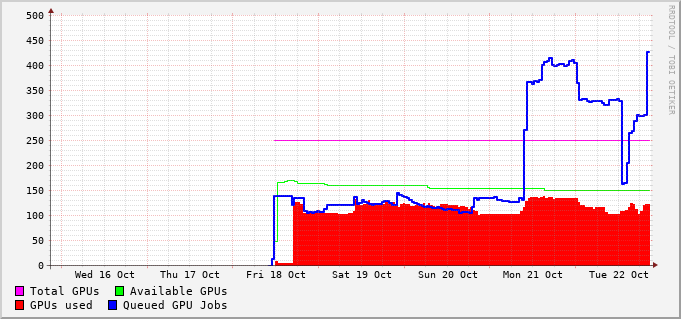 500
450
400
350
300
250
200
150
100
50
0
Wed 16 Oct Thu 17 Oct Fri 18 Oct Sat 19 Oct Sun 20 Oct Mon 21 Oct Tue 22 Oct
Total GPUs Available GPUs
GPUs used Queued GPU Jobs
RRDTOOL / TOBI OETIKER